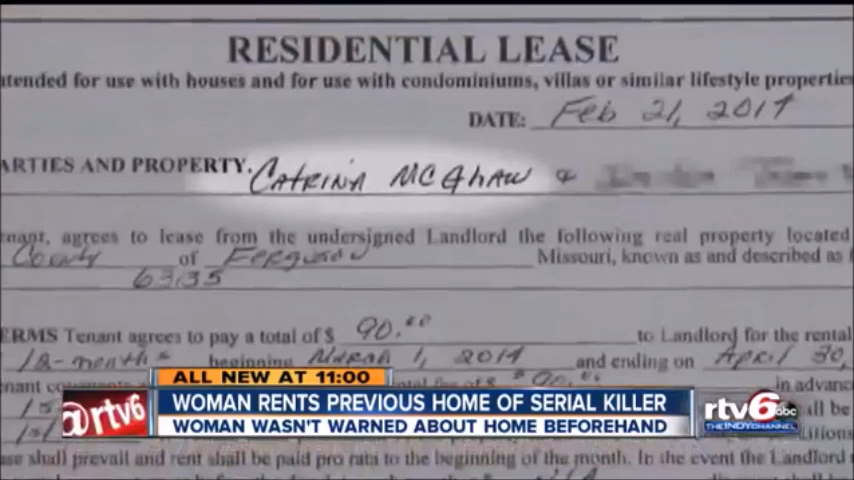 RESIDENTIAL LEASE
ntended for use with houses and for use with condominiums, villas or similar lifestyle properties
DATE: Feb 21, 2014
ARTIES AND PROPERTY. CATRINA MCGHAW &
enant, agrees to lease from the undersigned Landlord the following real property located
County of Ferguson Missouri, known as and described as
63135
ERMS Tenant agrees to pay a total of $ 90.00 to Landlord for the rental
12-months beginning March 1, 2014 and ending on April 30,
in advanc
ALL NEW AT 11:00
WOMAN RENTS PREVIOUS HOME OF SERIAL KILLER
@rtv6
rtv6 abc
THE INDY CHANNEL
WOMAN WASN'T WARNED ABOUT HOME BEFOREHAND
ase shall prevail and rent shall be paid pro rata to the beginning of the month. In the event the Landlord